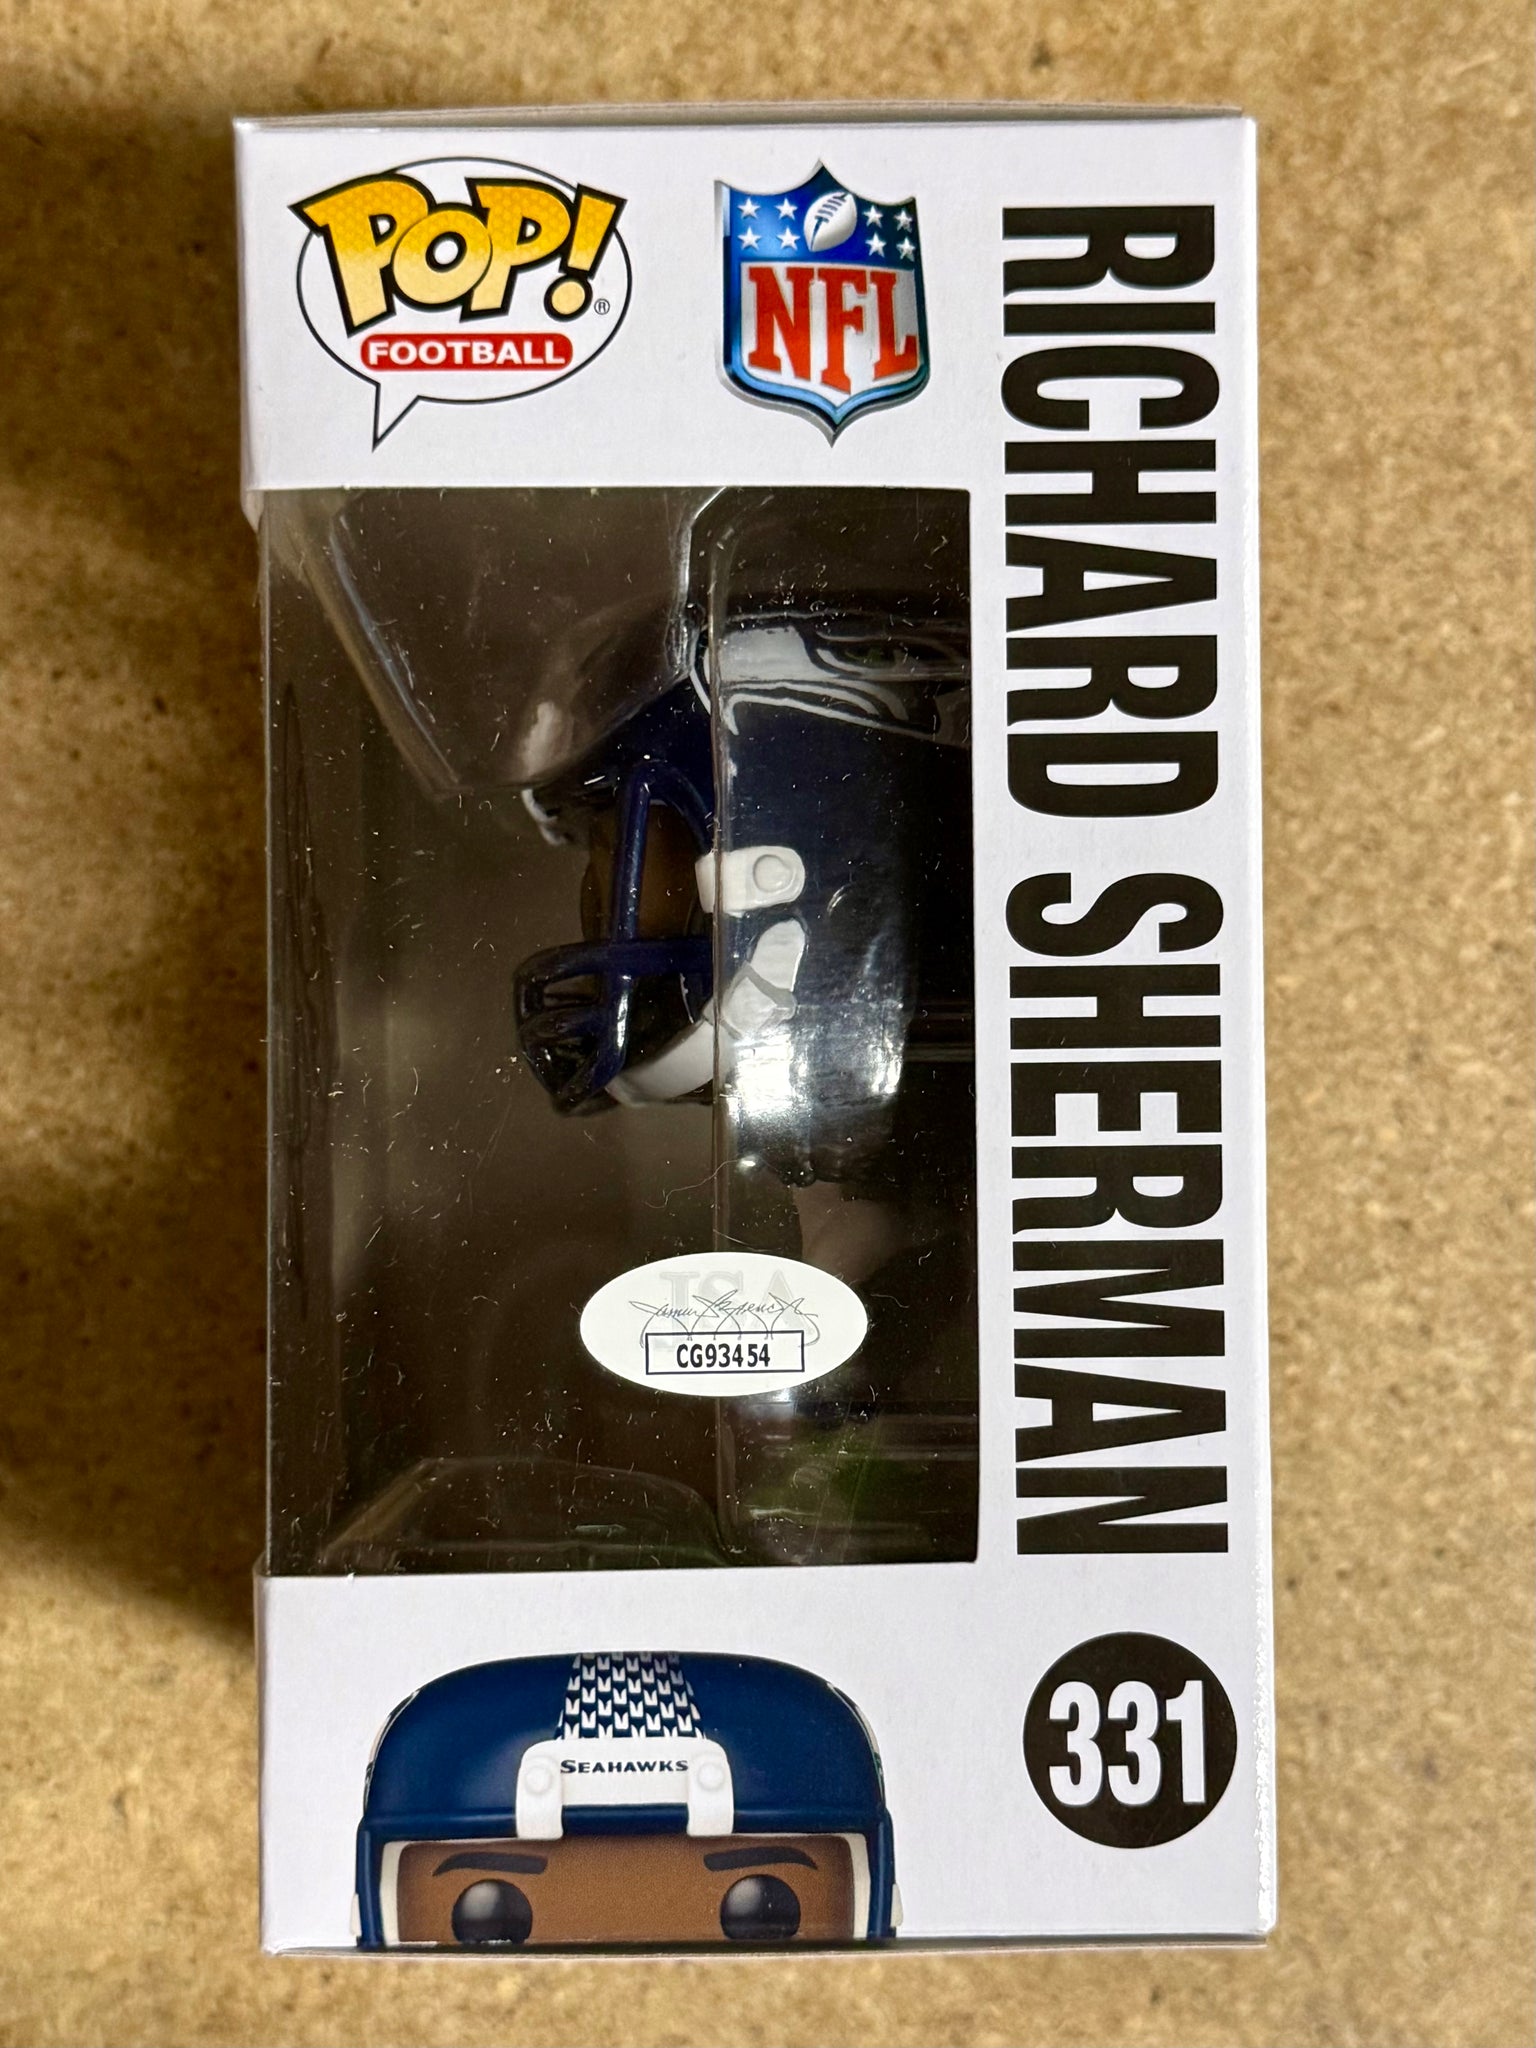 POP!®
FOOTBALL
NFL
RICHARD SHERMAN
JSA
CG93454
331
SEAHAWKS